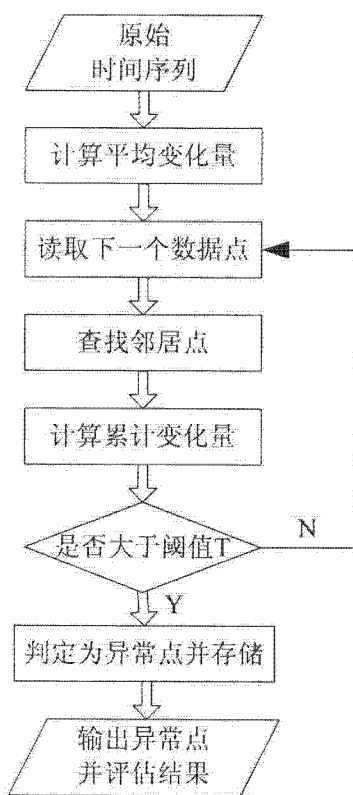 原始
时间序列
计算平均变化量
读取下一个数据点
查找邻居点
计算累计变化量
是否大于阈值T
N
Y
判定为异常点并存储
输出异常点
并评估结果